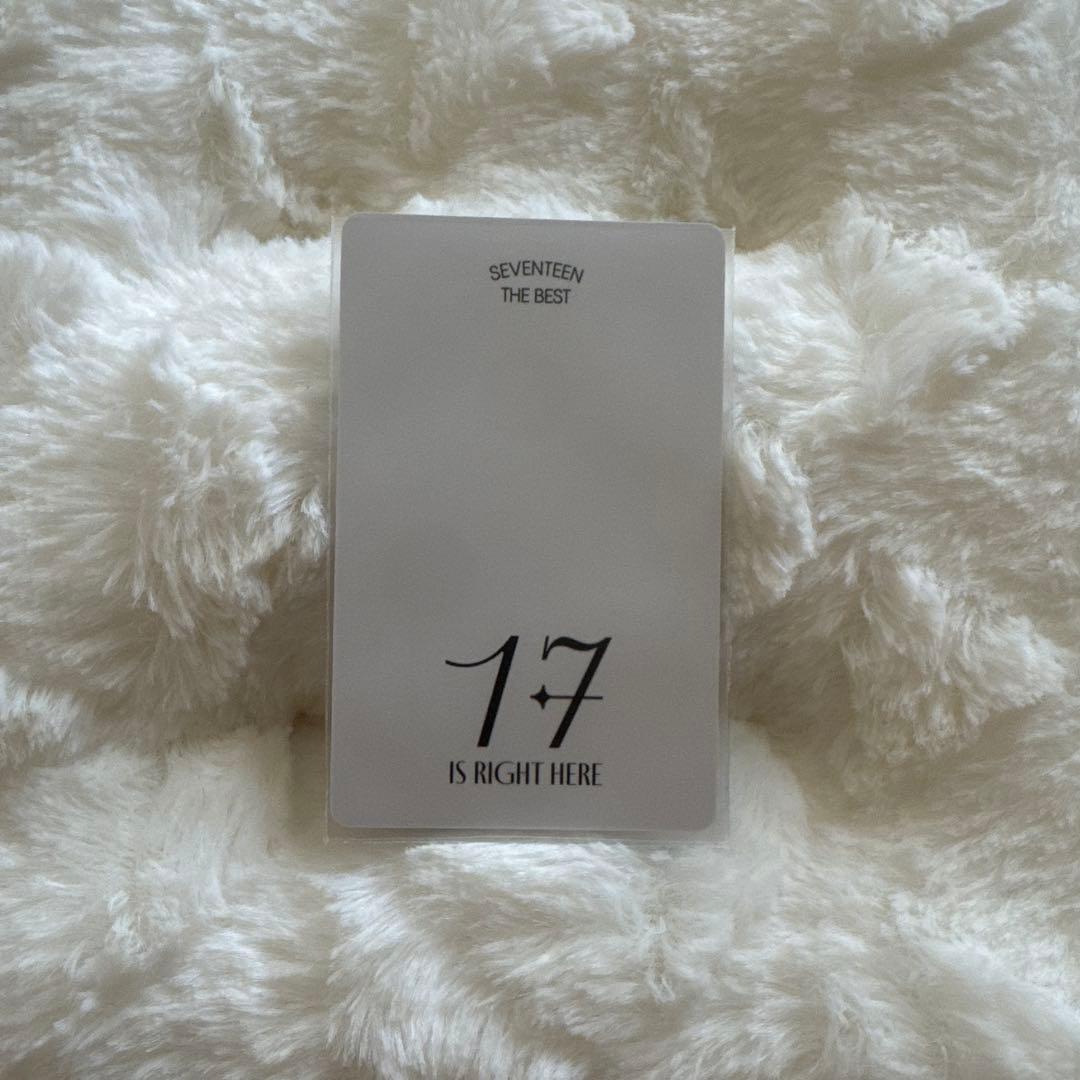 SEVENTEEN
THE BEST
17
IS RIGHT HERE